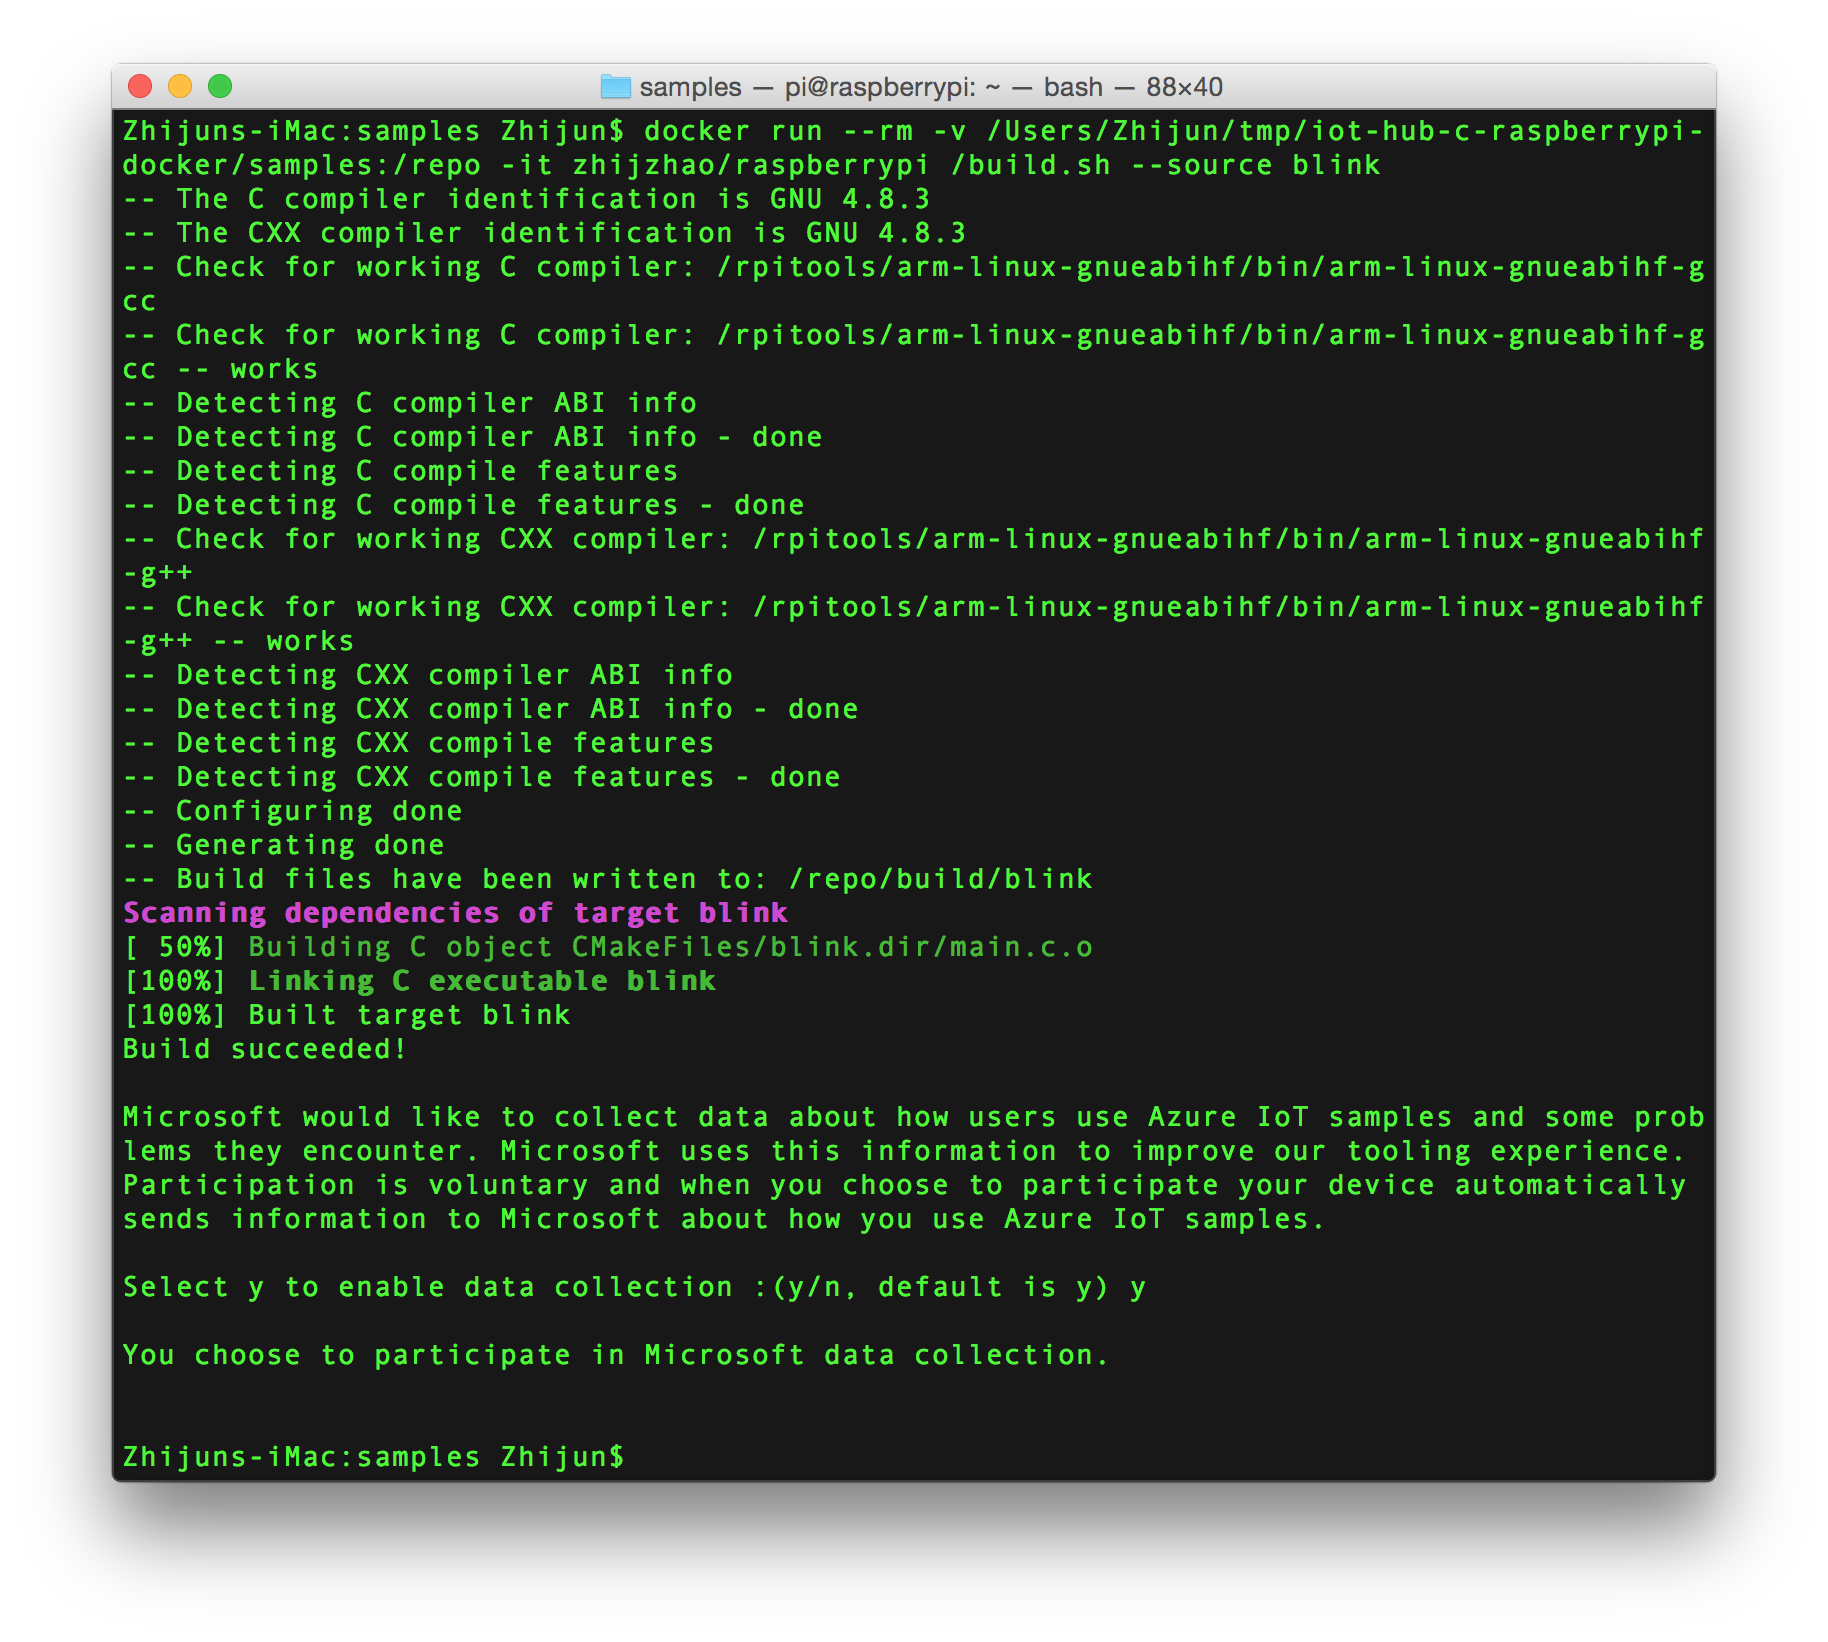 samples — pi@raspberrypi: ~ — bash — 88×40
Zhijuns-iMac:samples Zhijun$ docker run --rm -v /Users/Zhijun/tmp/iot-hub-c-raspberrypi-
docker/samples:/repo -it zhijzhao/raspberrypi /build.sh --source blink
-- The C compiler identification is GNU 4.8.3
-- The CXX compiler identification is GNU 4.8.3
-- Check for working C compiler: /rpitools/arm-linux-gnueabihf/bin/arm-linux-gnueabihf-g
cc
-- Check for working C compiler: /rpitools/arm-linux-gnueabihf/bin/arm-linux-gnueabihf-g
cc -- works
-- Detecting C compiler ABI info
-- Detecting C compiler ABI info - done
-- Detecting C compile features
-- Detecting C compile features - done
-- Check for working CXX compiler: /rpitools/arm-linux-gnueabihf/bin/arm-linux-gnueabihf
-g++
-- Check for working CXX compiler: /rpitools/arm-linux-gnueabihf/bin/arm-linux-gnueabihf
-g++ -- works
-- Detecting CXX compiler ABI info
-- Detecting CXX compiler ABI info - done
-- Detecting CXX compile features
-- Detecting CXX compile features - done
-- Configuring done
-- Generating done
-- Build files have been written to: /repo/build/blink
Scanning dependencies of target blink
[ 50%] Building C object CMakeFiles/blink.dir/main.c.o
[100%] Linking C executable blink
[100%] Built target blink
Build succeeded!
Microsoft would like to collect data about how users use Azure IoT samples and some prob
lems they encounter. Microsoft uses this information to improve our tooling experience.
Participation is voluntary and when you choose to participate your device automatically
sends information to Microsoft about how you use Azure IoT samples.
Select y to enable data collection :(y/n, default is y) y
You choose to participate in Microsoft data collection.
Zhijuns-iMac:samples Zhijun$